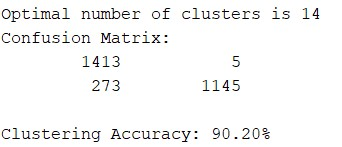 Optimal number of clusters is 14
Confusion Matrix:
1413 5
273 1145
Clustering Accuracy: 90.20%